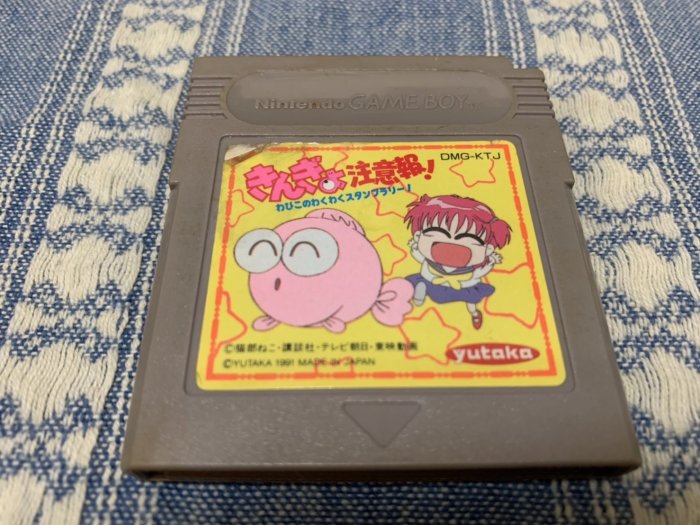 Nintendo GAME BOY TM
DMG-KTJ
きんぎょ注意報!
わぴこのわくわくスタンプラリー!
©猫部ねこ・講談社・テレビ朝日・東映動画
©YUTAKA 1991 MADE IN JAPAN
yutaka